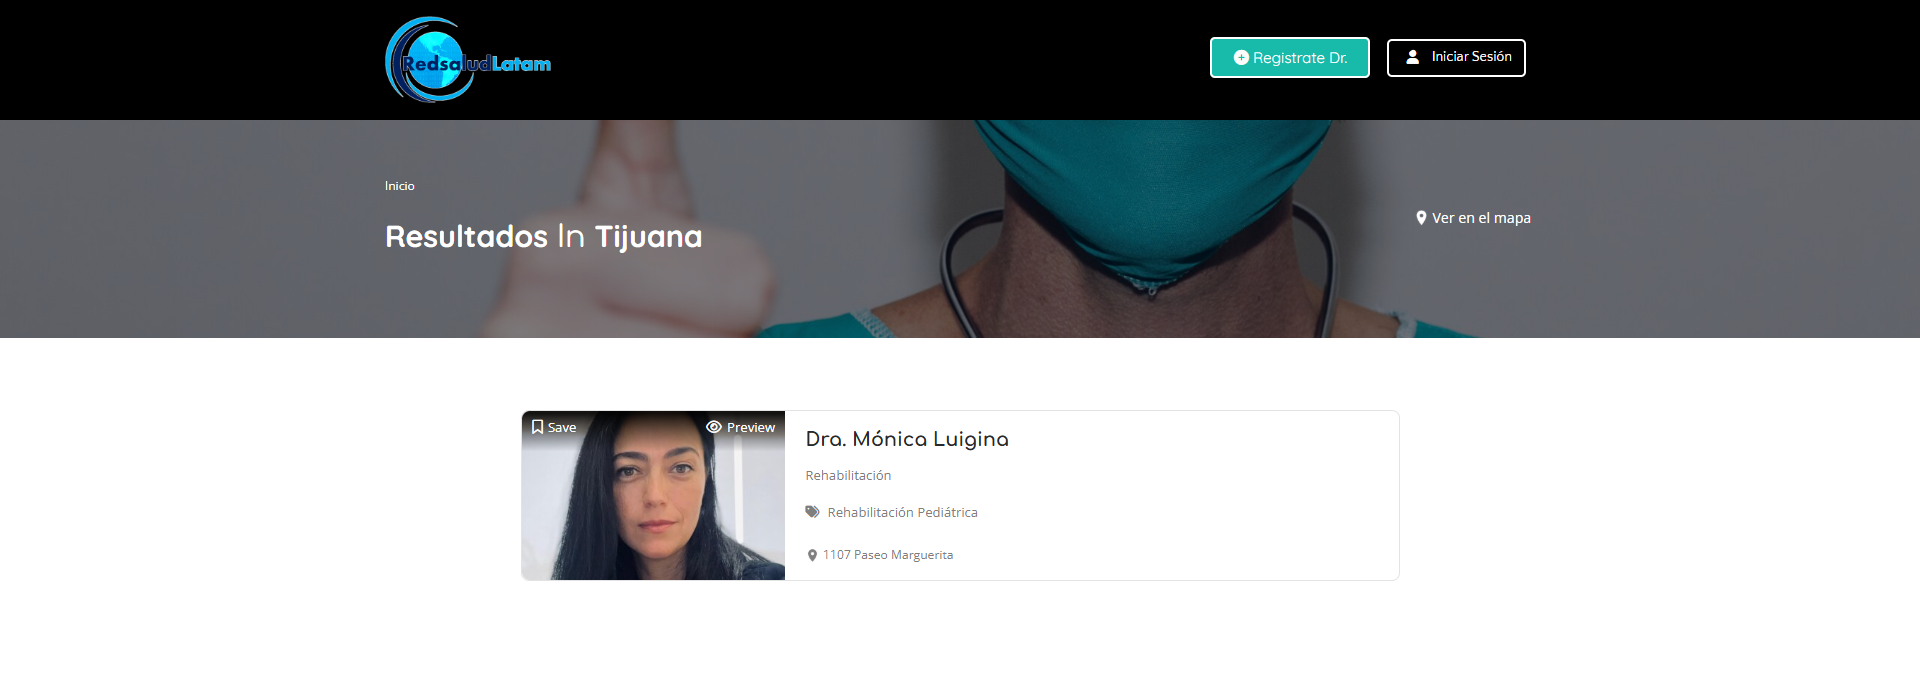 RedsaludLatam
Registrate Dr.
Iniciar Sesión
Inicio
Resultados In Tijuana
Ver en el mapa
Save
Preview
Dra. Mónica Luigina
Rehabilitación
Rehabilitación Pediátrica
1107 Paseo Marguerita